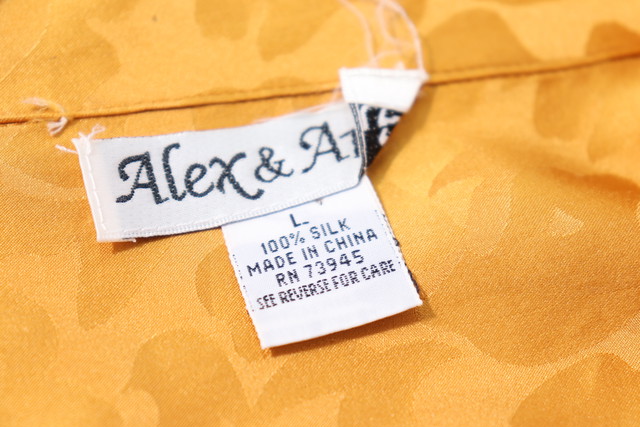 Alex &
L
100% SILK
MADE IN CHINA
RN 73945
SEE REVERSE FOR CARE